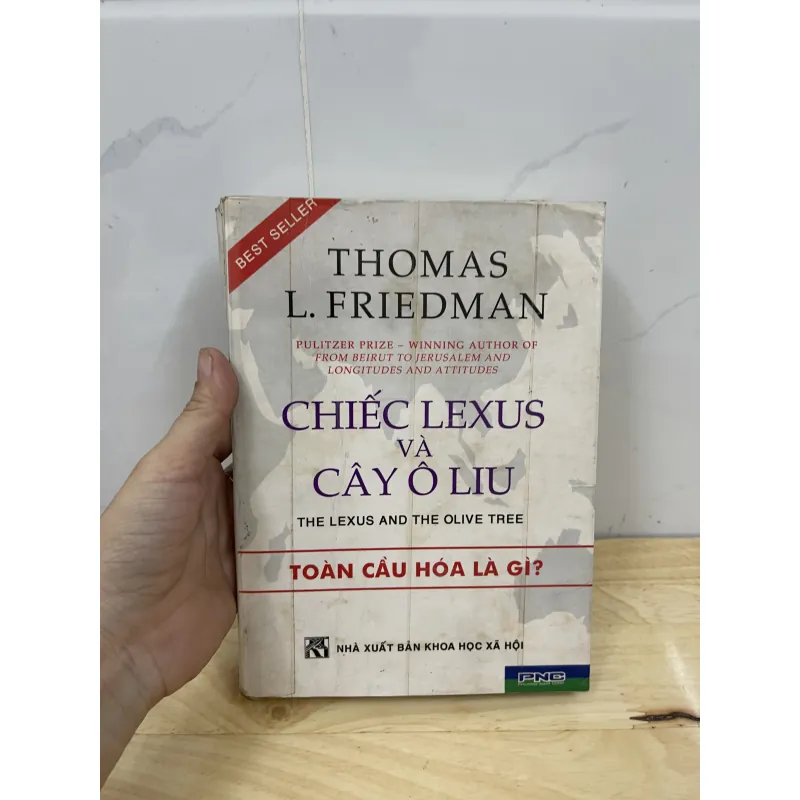 BEST SELLER
THOMAS
L. FRIEDMAN
PULITZER PRIZE – WINNING AUTHOR OF
FROM BEIRUT TO JERUSALEM AND
LONGITUDES AND ATTITUDES
CHIẾC LEXUS
VÀ
CÂY Ô LIU
THE LEXUS AND THE OLIVE TREE
TOÀN CẦU HÓA LÀ GÌ?
NHÀ XUẤT BẢN KHOA HỌC XÃ HỘI
PNC